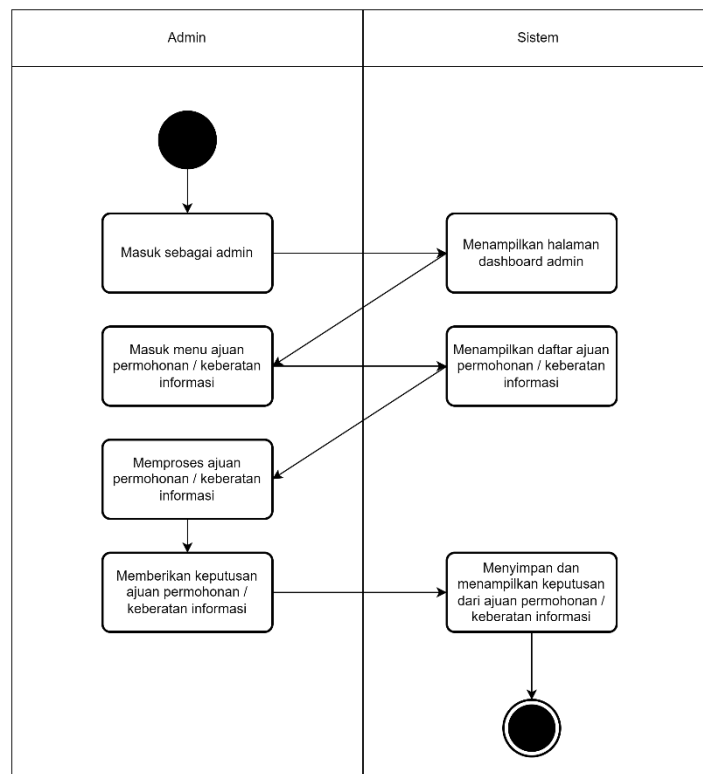 Admin
Sistem
Masuk sebagai admin
Menampilkan halaman
dashboard admin
Masuk menu ajuan
permohonan / keberatan
informasi
Menampilkan daftar ajuan
permohonan / keberatan
informasi
Memproses ajuan
permohonan / keberatan
informasi
Memberikan keputusan
ajuan permohonan /
keberatan informasi
Menyimpan dan
menampilkan keputusan
dari ajuan permohonan /
keberatan informasi